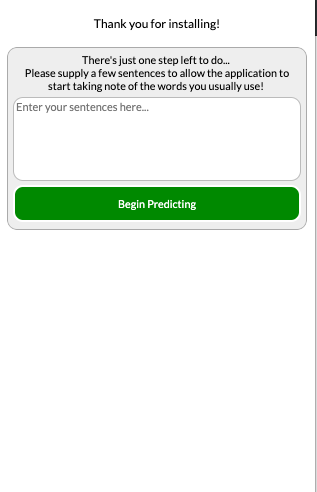 Thank you for installing!
There's just one step left to do...
Please supply a few sentences to allow the application to
start taking note of the words you usually use!
Enter your sentences here...
Begin Predicting